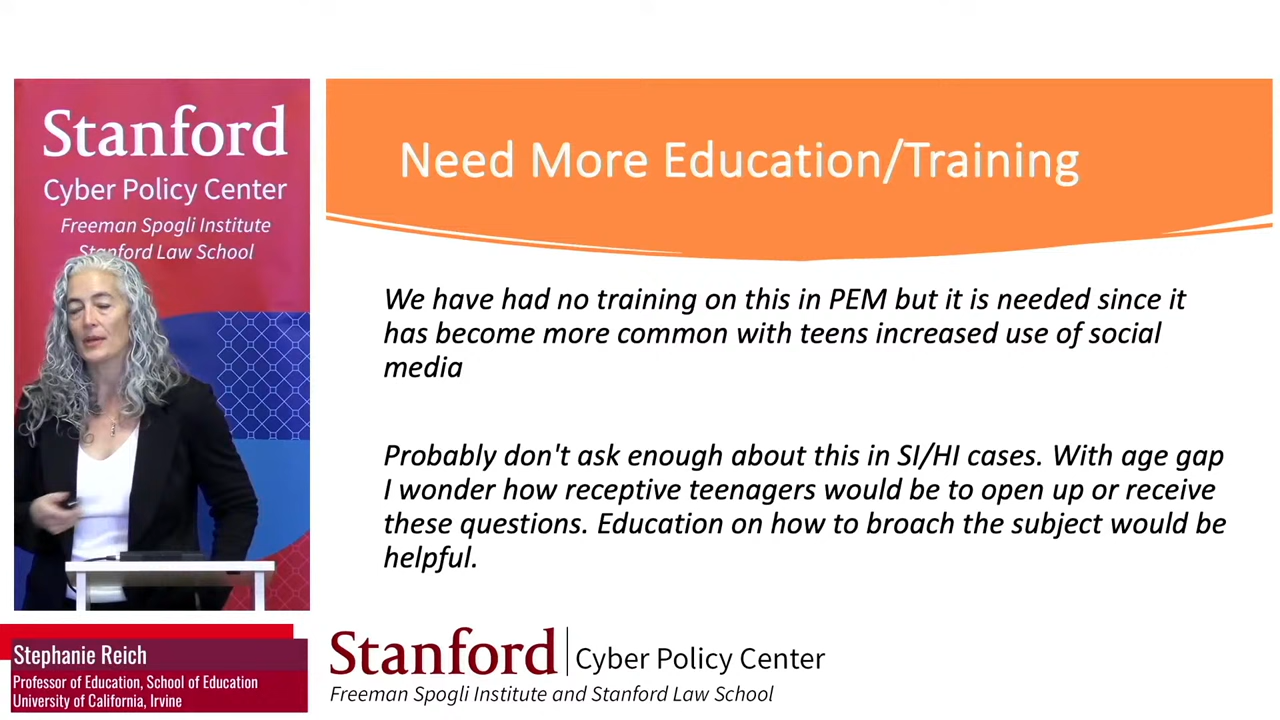 Stanford
Cyber Policy Center
Freeman Spogli Institute
Stanford Law School
Need More Education/Training
We have had no training on this in PEM but it is needed since it
has become more common with teens increased use of social
media
Probably don't ask enough about this in SI/HI cases. With age gap
I wonder how receptive teenagers would be to open up or receive
these questions. Education on how to broach the subject would be
helpful.
Stephanie Reich
Professor of Education, School of Education
University of California, Irvine
Stanford | Cyber Policy Center
Freeman Spogli Institute and Stanford Law School